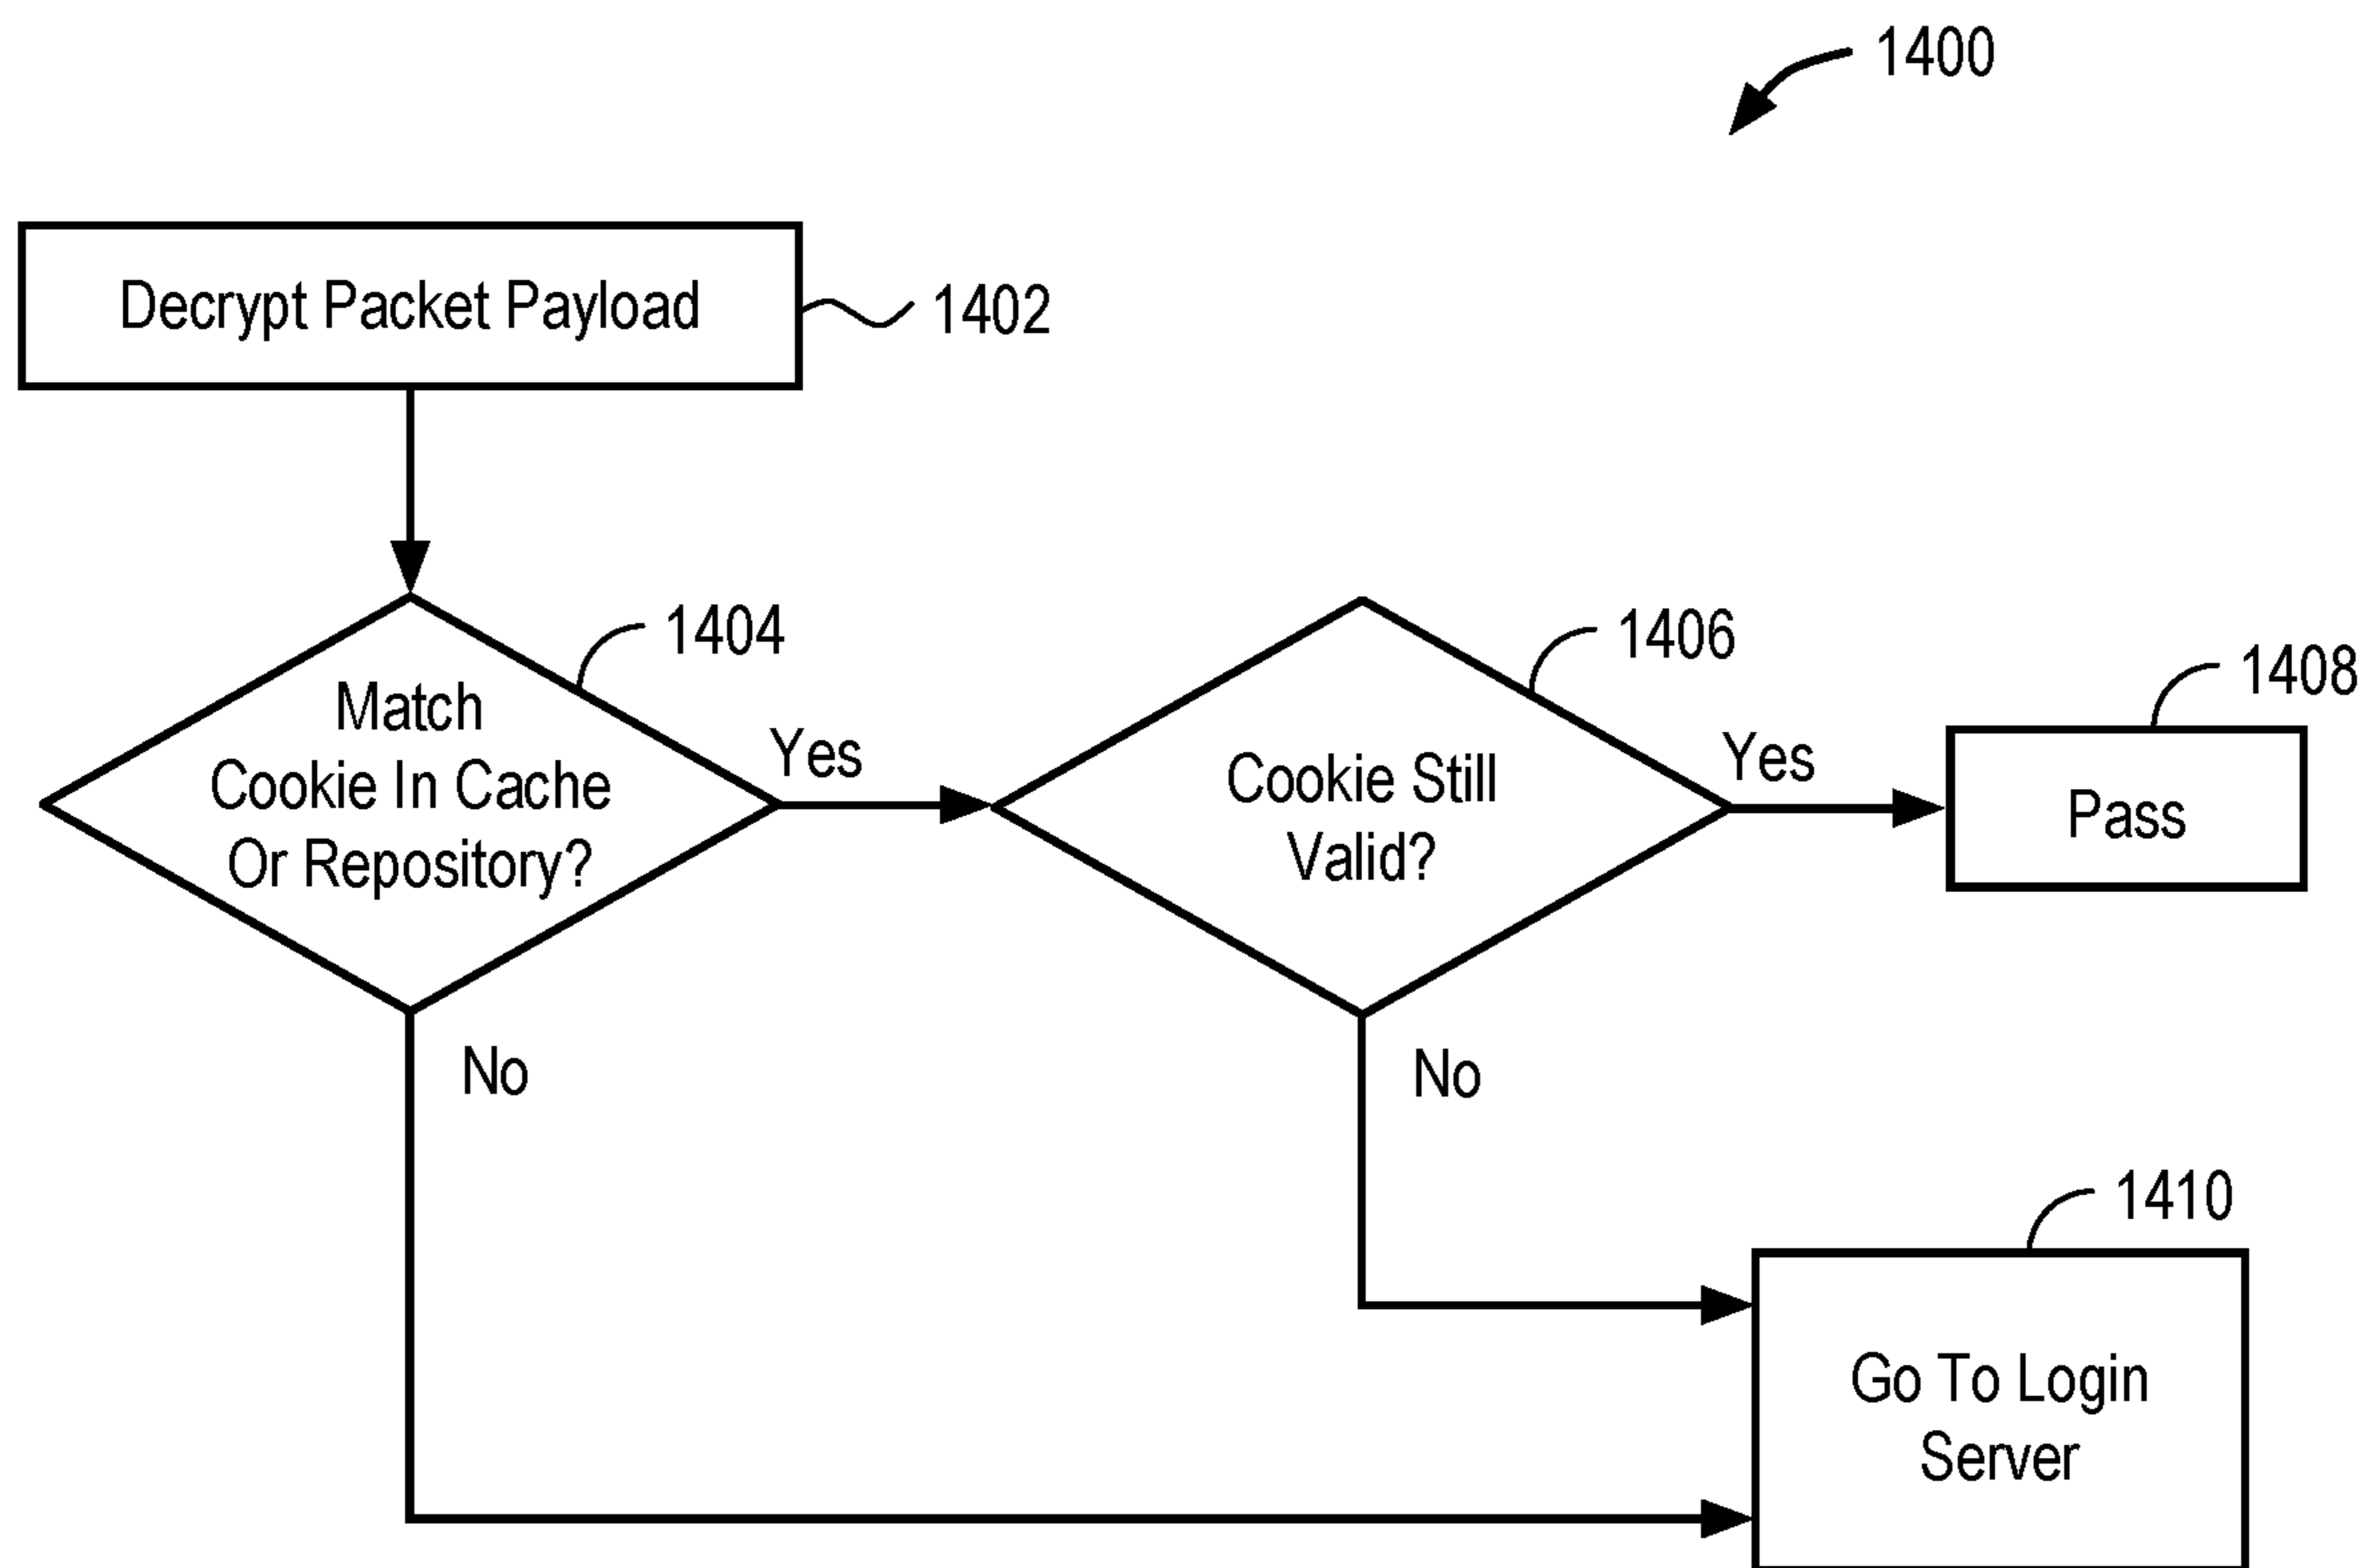 1400
Decrypt Packet Payload
1402
1404
Match
Cookie In Cache
Or Repository?
Yes
No
1406
Cookie Still
Valid?
Yes
No
1408
Pass
1410
Go To Login
Server